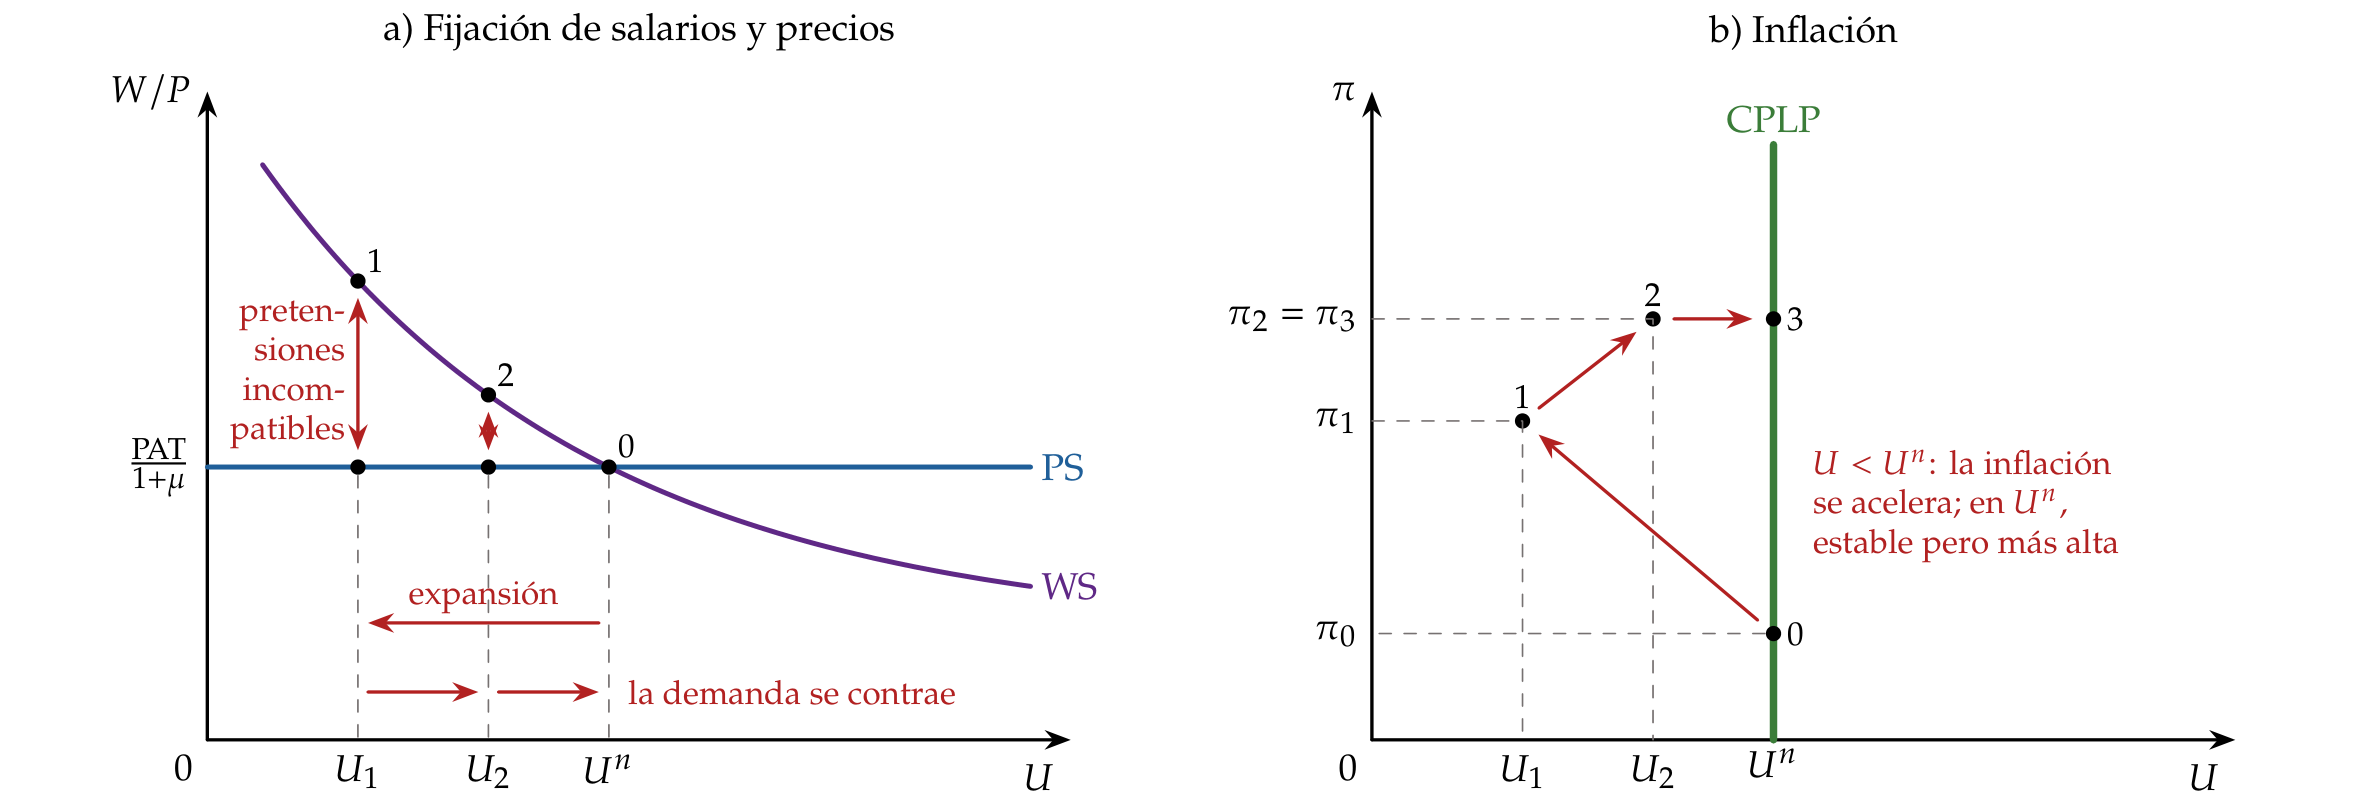 a) Fijación de salarios y precios
W/P
1
preten-
siones
incom-
patibles
2
0
PAT
1+μ
PS
WS
expansión
la demanda se contrae
0
U₁
U₂
Uⁿ
U
b) Inflación
π
CPLP
π₂ = π₃
2
3
1
π₁
U < Uⁿ: la inflación
se acelera; en Uⁿ,
estable pero más alta
π₀
0
0
U₁
U₂
Uⁿ
U